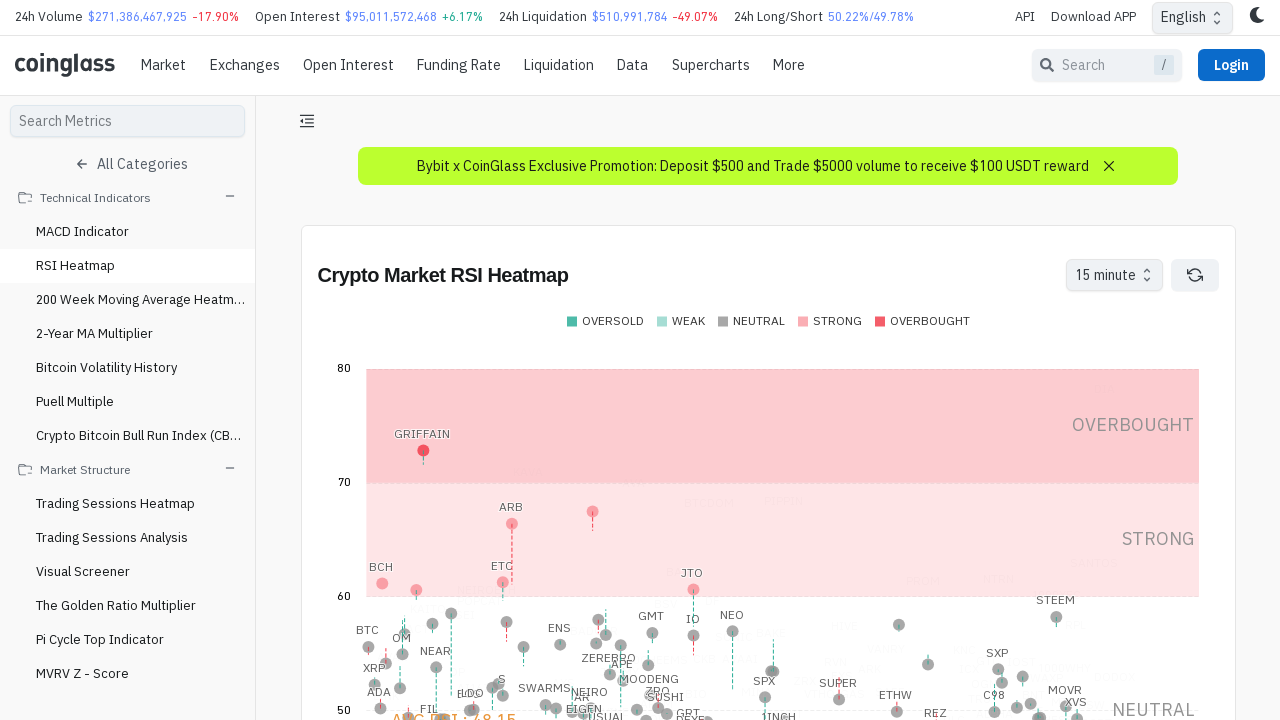 24h Volume $271,386,467,925 -17.90% Open Interest $95,011,572,468 +6.17% 24h Liquidation $510,991,784 -49.07% 24h Long/Short 50.22%/49.78% API Download APP English
coinglass Market Exchanges Open Interest Funding Rate Liquidation Data Supercharts More Search / Login
Search Metrics
All Categories
Technical Indicators
MACD Indicator
RSI Heatmap
200 Week Moving Average Heatm...
2-Year MA Multiplier
Bitcoin Volatility History
Puell Multiple
Crypto Bitcoin Bull Run Index (CB...
Market Structure
Trading Sessions Heatmap
Trading Sessions Analysis
Visual Screener
The Golden Ratio Multiplier
Pi Cycle Top Indicator
MVRV Z - Score
Bybit x CoinGlass Exclusive Promotion: Deposit $500 and Trade $5000 volume to receive $100 USDT reward
Crypto Market RSI Heatmap
15 minute
OVERSOLD WEAK NEUTRAL STRONG OVERBOUGHT
80
OVERBOUGHT
GRIFFAIN
70
ARB
STRONG
BCH ETC JTO
60
STEEM
GMT NEO
IO
BTC ENS
OM
NEAR SXP
ZEREBRO
APE
XRP
MOODENG
S SPX SUPER
SWARMS
ADA LDO NEIRO ZRO
SUSHI
ETHW C98 MOVR
XVS
FIL EIGEN
GPT
REZ
50
NEUTRAL
AVG RSI : 48.15
1INCH